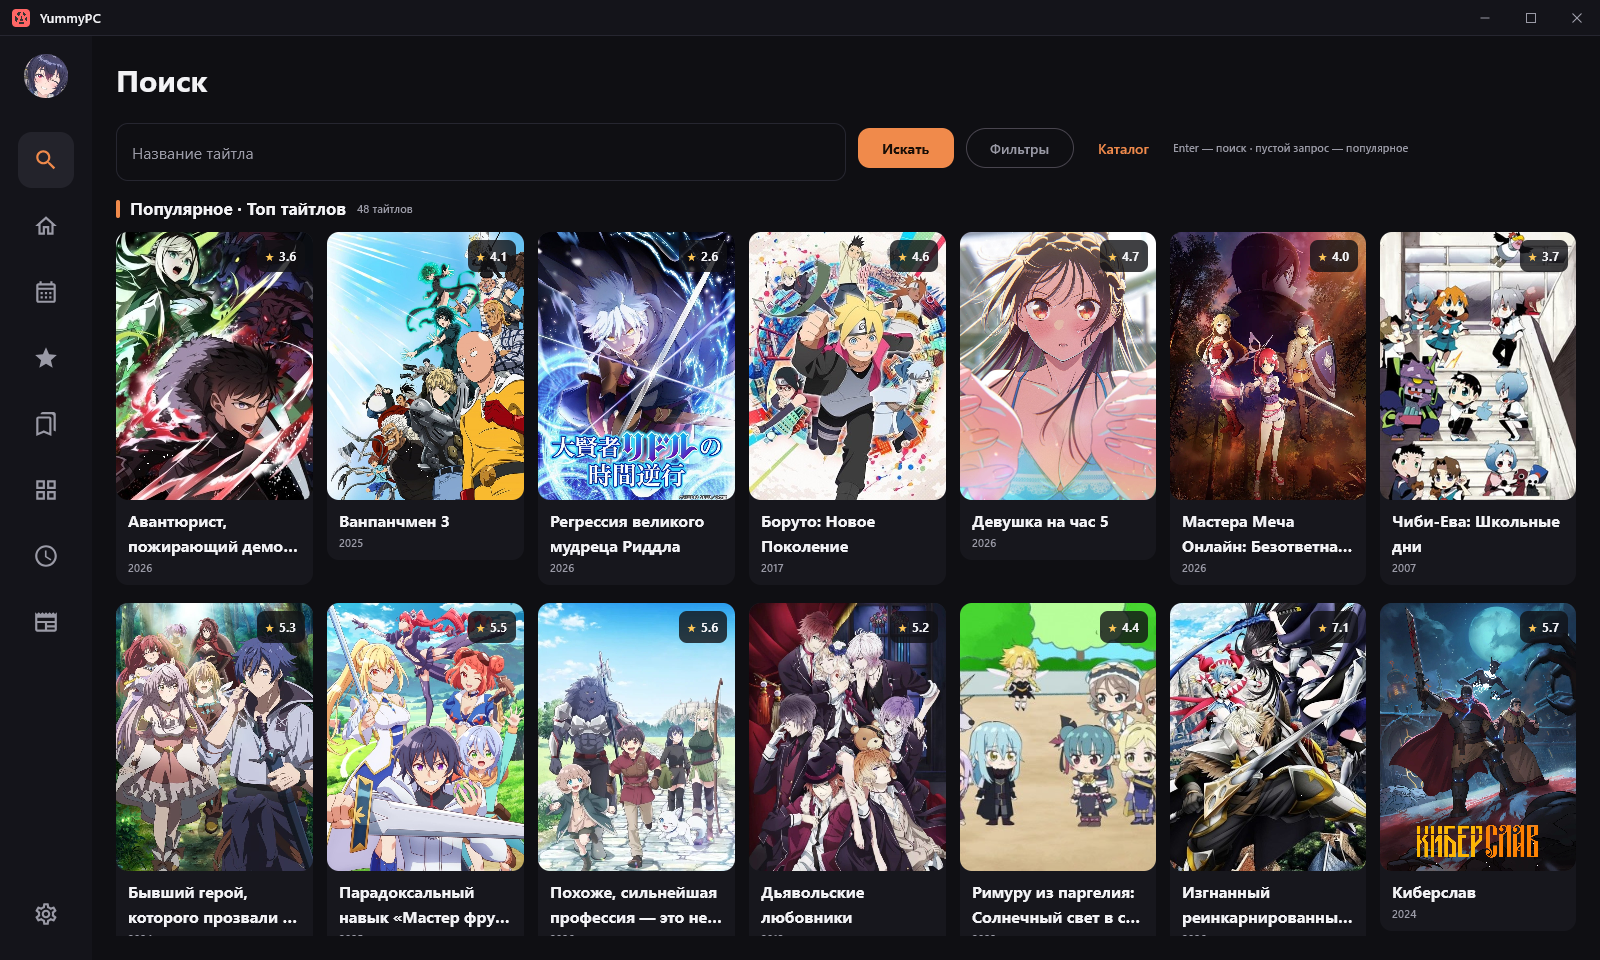 YummyPC
Поиск
Название тайтла
Искать
Фильтры
Каталог
Enter — поиск · пустой запрос — популярное
Популярное · Топ тайтлов
48 тайтлов
★ 3.6
★ 4.1
★ 2.6
★ 4.6
★ 4.7
★ 4.0
★ 3.7
大賢者リドルの
時間逆行
Авантюрист,
пожирающий демо...
2026
Ванпанчмен 3
2025
Регрессия великого
мудреца Риддла
2026
Боруто: Новое
Поколение
2017
Девушка на час 5
2026
Мастера Меча
Онлайн: Безответна...
2026
Чиби-Ева: Школьные
дни
2007
★ 5.3
★ 5.5
★ 5.6
★ 5.2
★ 4.4
★ 7.1
★ 5.7
КИБЕРСЛАВ
Бывший герой,
которого прозвали ...
Парадоксальный
навык «Мастер фру...
Похоже, сильнейшая
профессия — это не...
Дьявольские
любовники
Римуру из паргелия:
Солнечный свет в с...
Изгнанный
реинкарнированны...
Киберслав
2024